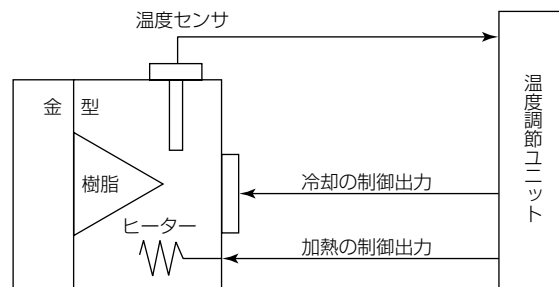 温度センサ
金 型
樹脂
ヒーター
冷却の制御出力
加熱の制御出力
温度調節ユニット